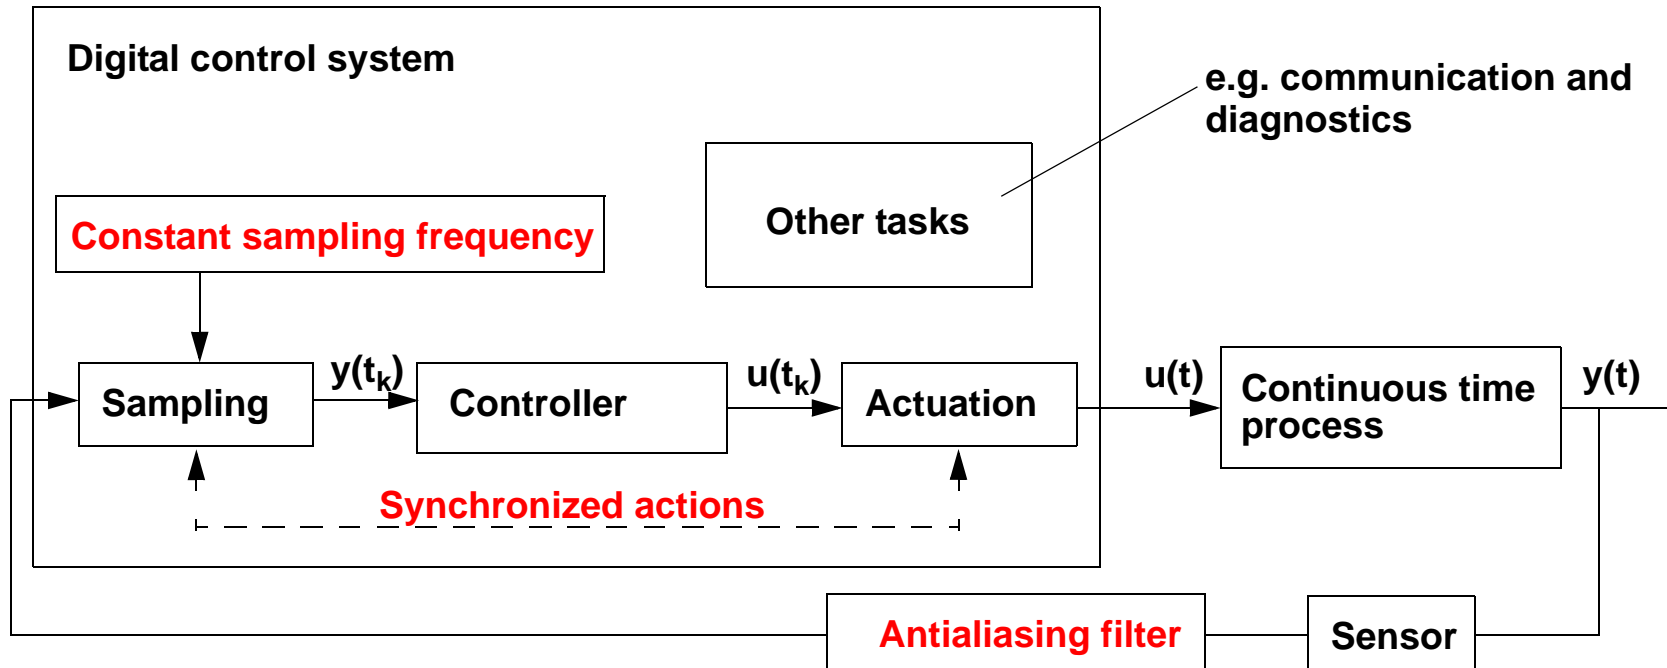 Digital control system
e.g. communication and
diagnostics
Other tasks
Constant sampling frequency
Sampling
y(tk)
Controller
u(tk)
Actuation
u(t)
Continuous time
process
y(t)
Synchronized actions
Antialiasing filter
Sensor